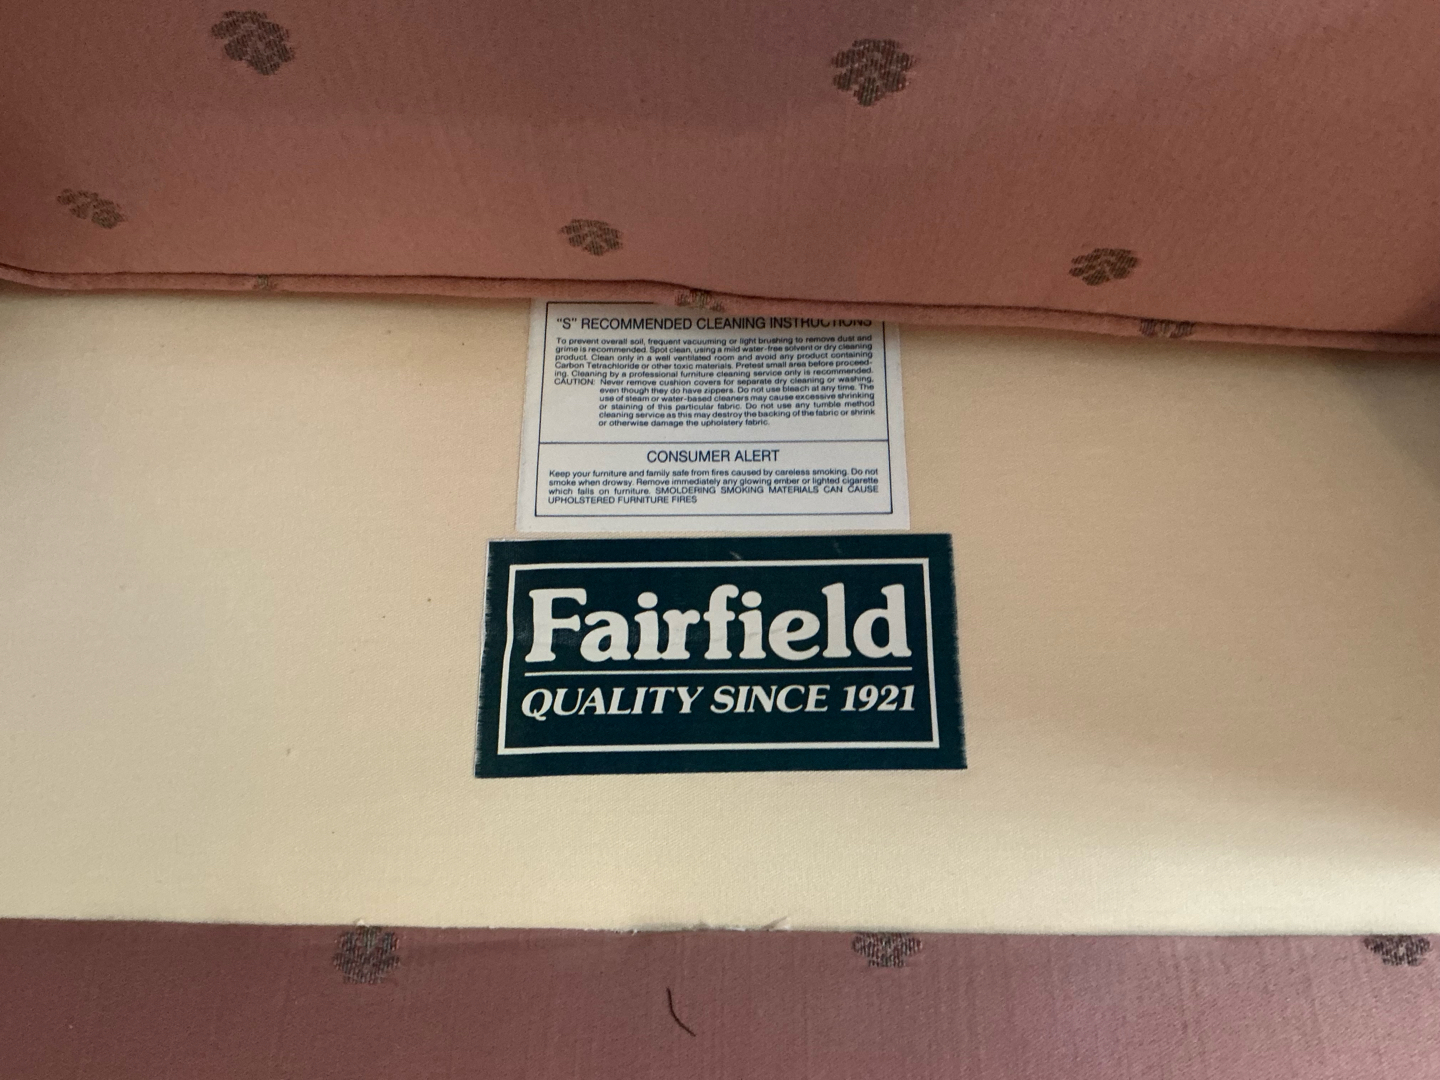 "S" RECOMMENDED CLEANING INSTRUCTIONS
To prevent overall soil, frequent vacuuming or light brushing to remove dust and
grime is recommended. Spot clean, using a mild water-free solvent or dry cleaning
product. Clean only in a well ventilated room and avoid any product containing
Carbon Tetrachloride or other toxic materials. Pretest small area before proceed-
ing. Cleaning by a professional furniture cleaning service only is recommended.
CAUTION: Never remove cushion covers for separate dry cleaning or washing,
even though they do have zippers. Do not use bleach at any time. The
use of steam or water-based cleaners may cause excessive shrinking
or staining of this particular fabric. Do not use any tumble method
cleaning service as this may destroy the backing of the fabric or shrink
or otherwise damage the upholstery fabric.
CONSUMER ALERT
Keep your furniture and family safe from fires caused by careless smoking. Do not
smoke when drowsy. Remove immediately any glowing ember or lighted cigarette
which falls on furniture. SMOLDERING SMOKING MATERIALS CAN CAUSE
UPHOLSTERED FURNITURE FIRES
Fairfield
QUALITY SINCE 1921